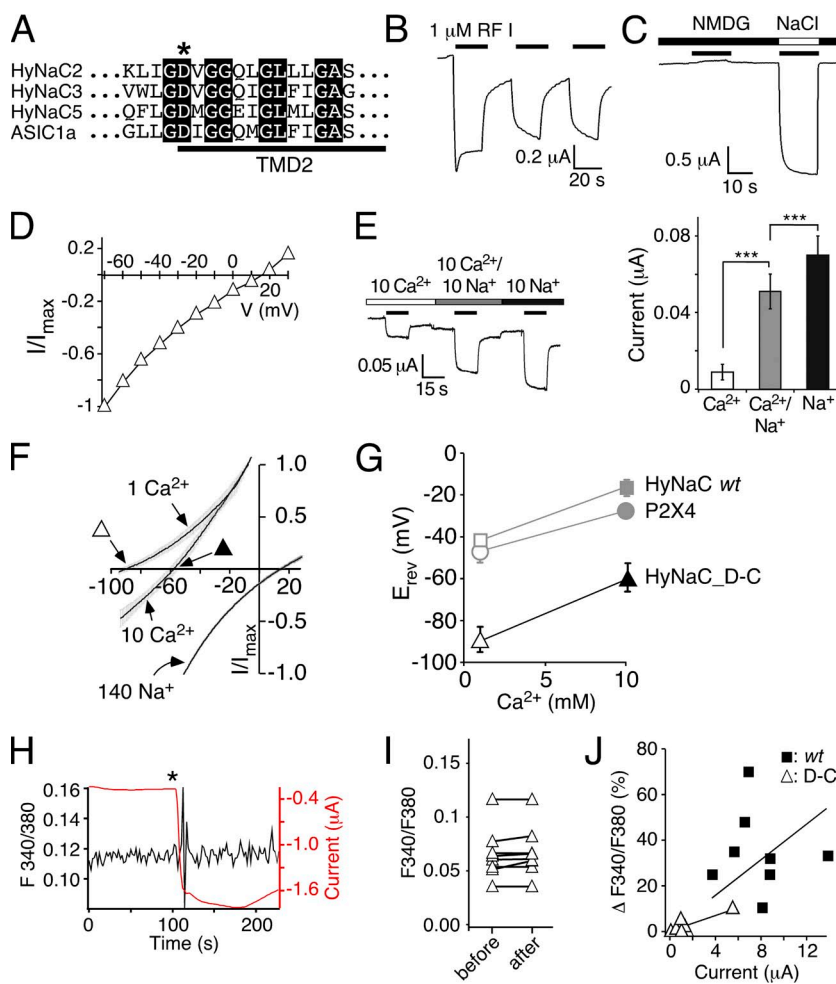 A
*
HyNaC2 ...KLIGDVGGQLGLLLGAS...
HyNaC3 ...VWLGDVGGQIGLFIGAG...
HyNaC5 ...QFLGDMGGEIGLMLGAS...
ASIC1a ...GLLGDIGGQMGLFIGAS...
TMD2
B
1 μM RF I
0.2 μA
20 s
C
NMDG NaCl
0.5 μA
10 s
D
0.2
-60 -40 -20 0 20
V (mV)
-0.2
-0.6
-1
I/Imax
E
10 Ca2+ 10 Ca2+/ 10 Na+ 10 Na+
0.05 μA
15 s
Current (μA)
0.08
0.04
0
*** ***
Ca2+ Ca2+/ Na+ Na+
F
1.0
0.5
-0.5
-1.0
-100 -60 -20 20
1 Ca2+
10 Ca2+
140 Na+
I/Imax
G
0
-20
-40
-60
-80
-100
Erev (mV)
0 5 10
Ca2+ (mM)
HyNaC wt
P2X4
HyNaC_D-C
H
*
0.16
0.14
0.12
0.10
F 340/380
-0.4
-1.0
-1.6
Current (μA)
0 100 200
Time (s)
I
0.15
0.1
0.05
0.00
F340/F380
before after
J
80
60
40
20
0
Δ F340/F380 (%)
: wt
: D-C
0 4 8 12
Current (μA)